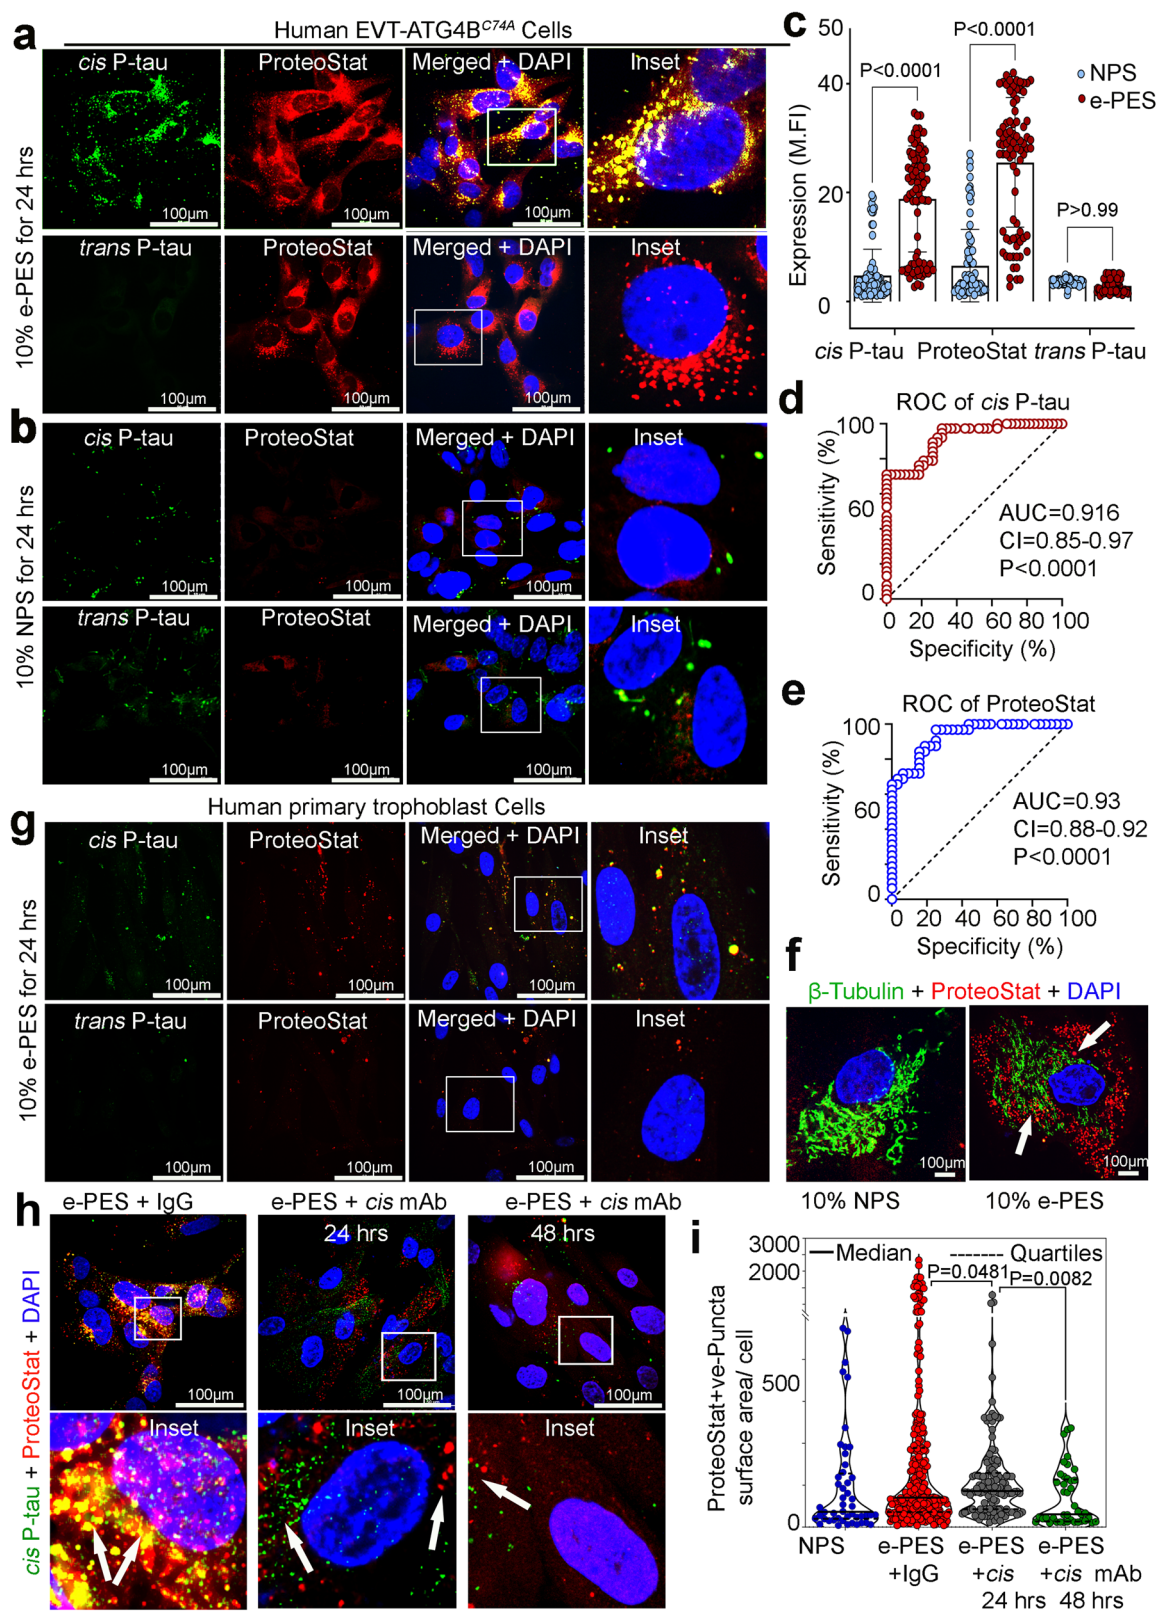 a
Human EVT-ATG4B^C74A Cells
10% e-PES for 24 hrs
cis P-tau
ProteoStat
Merged + DAPI
Inset
100µm
100µm
100µm
trans P-tau
ProteoStat
Merged + DAPI
Inset
100µm
100µm
100µm
b
10% NPS for 24 hrs
cis P-tau
ProteoStat
Merged + DAPI
Inset
100µm
100µm
100µm
trans P-tau
ProteoStat
Merged + DAPI
Inset
100µm
100µm
100µm
c
Expression (M.FI)
50
40
20
0
P<0.0001
P<0.0001
P>0.99
NPS
e-PES
cis P-tau
ProteoStat
trans P-tau
d
ROC of cis P-tau
Sensitivity (%)
100
60
0
AUC=0.916
CI=0.85-0.97
P<0.0001
0 20 40 60 80 100
Specificity (%)
e
ROC of ProteoStat
Sensitivity (%)
100
60
0
AUC=0.93
CI=0.88-0.92
P<0.0001
0 20 40 60 80 100
Specificity (%)
f
β-Tubulin + ProteoStat + DAPI
100µm
100µm
10% NPS
10% e-PES
g
Human primary trophoblast Cells
10% e-PES for 24 hrs
cis P-tau
ProteoStat
Merged + DAPI
Inset
100µm
100µm
100µm
trans P-tau
ProteoStat
Merged + DAPI
Inset
100µm
100µm
100µm
h
cis P-tau + ProteoStat + DAPI
e-PES + IgG
e-PES + cis mAb
e-PES + cis mAb
24 hrs
48 hrs
100µm
100µm
100µm
Inset
Inset
Inset
i
ProteoStat+ve-Puncta
surface area/ cell
3000
2000
500
0
Median
Quartiles
P=0.0481
P=0.0082
NPS
e-PES
+IgG
e-PES
+cis
24 hrs
e-PES
+cis mAb
48 hrs